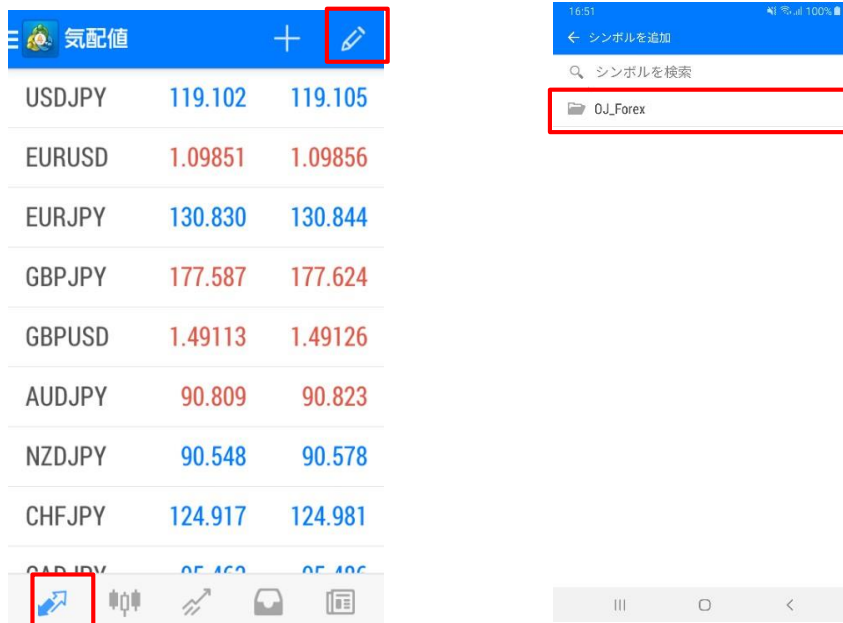 気配値
USDJPY 119.102 119.105
EURUSD 1.09851 1.09856
EURJPY 130.830 130.844
GBPJPY 177.587 177.624
GBPUSD 1.49113 1.49126
AUDJPY 90.809 90.823
NZDJPY 90.548 90.578
CHFJPY 124.917 124.981
16:51 100%
シンボルを追加
シンボルを検索
OJ_Forex